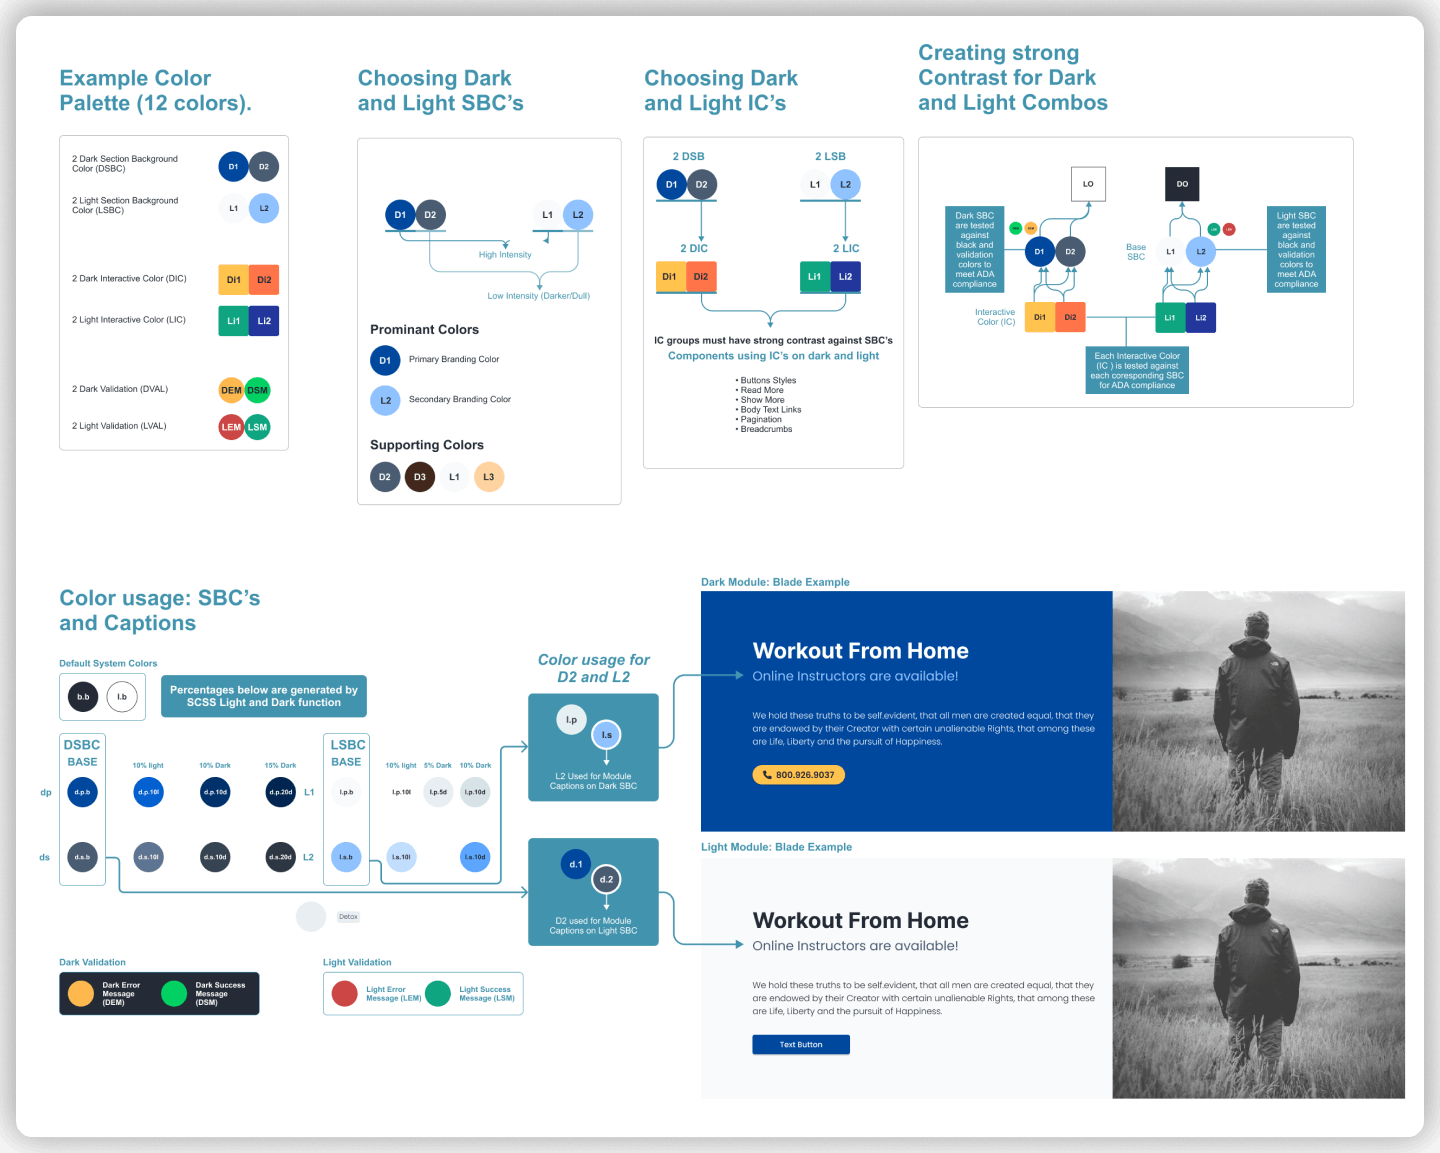 Example Color
Palette (12 colors).
2 Dark Section Background
Color (DSBC)
D1
D2
2 Light Section Background
Color (LSBC)
L1
L2
2 Dark Interactive Color (DIC)
Di1
Di2
2 Light Interactive Color (LIC)
Li1
Li2
2 Dark Validation (DVAL)
DEM
DSM
2 Light Validation (LVAL)
LEM
LSM
Choosing Dark
and Light SBC’s
D1
D2
L1
L2
High Intensity
Low Intensity (Darker/Dull)
Prominant Colors
D1
Primary Branding Color
L2
Secondary Branding Color
Supporting Colors
D2
D3
L1
L3
Choosing Dark
and Light IC’s
2 DSB
2 LSB
D1
D2
L1
L2
2 DIC
2 LIC
Di1
Di2
Li1
Li2
IC groups must have strong contrast against SBC’s
Components using IC’s on dark and light
• Buttons Styles
• Read More
• Show More
• Body Text Links
• Pagination
• Breadcrumbs
Creating strong
Contrast for Dark
and Light Combos
LO
DO
Dark SBC
are tested
against
black and
validation
colors to
meet ADA
compliance
D1
D2
Base
SBC
L1
L2
Light SBC
are tested
against
black and
validation
colors to
meet ADA
compliance
Interactive
Color (IC)
Di1
Di2
Li1
Li2
Each Interactive Color
(IC ) is tested against
each coresponding SBC
for ADA compliance
Color usage: SBC’s
and Captions
Default System Colors
b.b
l.b
Percentages below are generated by
SCSS Light and Dark function
DSBC
BASE
10% light
10% Dark
15% Dark
LSBC
BASE
10% light
5% Dark
10% Dark
dp
d.p.b
d.p.10l
d.p.10d
d.p.20d
L1
l.p.b
l.p.10l
l.p.5d
l.p.10d
ds
d.s.b
d.s.10l
d.s.10d
d.s.20d
L2
l.s.b
l.s.10l
l.s.10d
Detox
Dark Validation
Dark Error
Message
(DEM)
Dark Success
Message
(DSM)
Light Validation
Light Error
Message (LEM)
Light Success
Message (LSM)
Color usage for
D2 and L2
l.p
l.s
L2 Used for Module
Captions on Dark SBC
d.1
d.2
D2 used for Module
Captions on Light SBC
Dark Module: Blade Example
Workout From Home
Online Instructors are available!
We hold these truths to be self.evident, that all men are created equal, that they
are endowed by their Creator with certain unalienable Rights, that among these
are Life, Liberty and the pursuit of Happiness.
800.926.9037
Light Module: Blade Example
Workout From Home
Online Instructors are available!
We hold these truths to be self.evident, that all men are created equal, that they
are endowed by their Creator with certain unalienable Rights, that among these
are Life, Liberty and the pursuit of Happiness.
Text Button